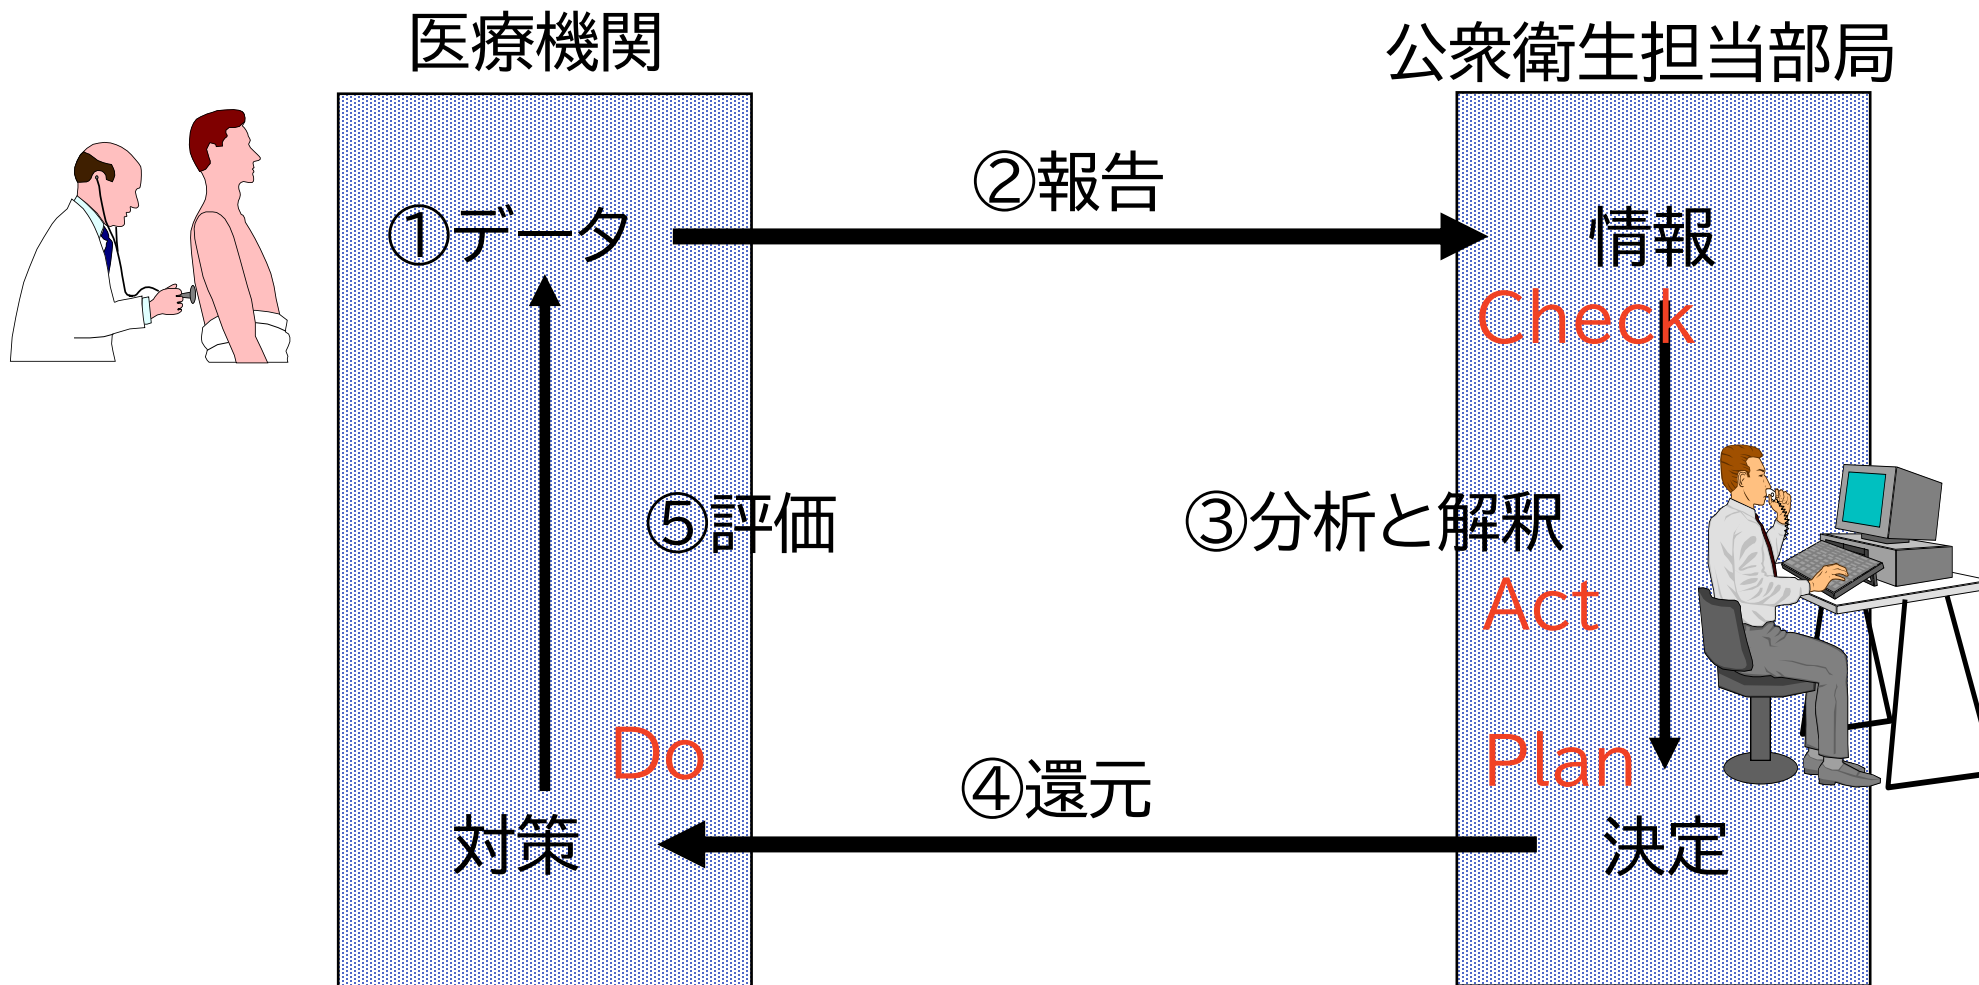 医療機関
公衆衛生担当部局
②報告
①データ
情報
Check
⑤評価
③分析と解釈
Act
Do
Plan
④還元
対策
決定